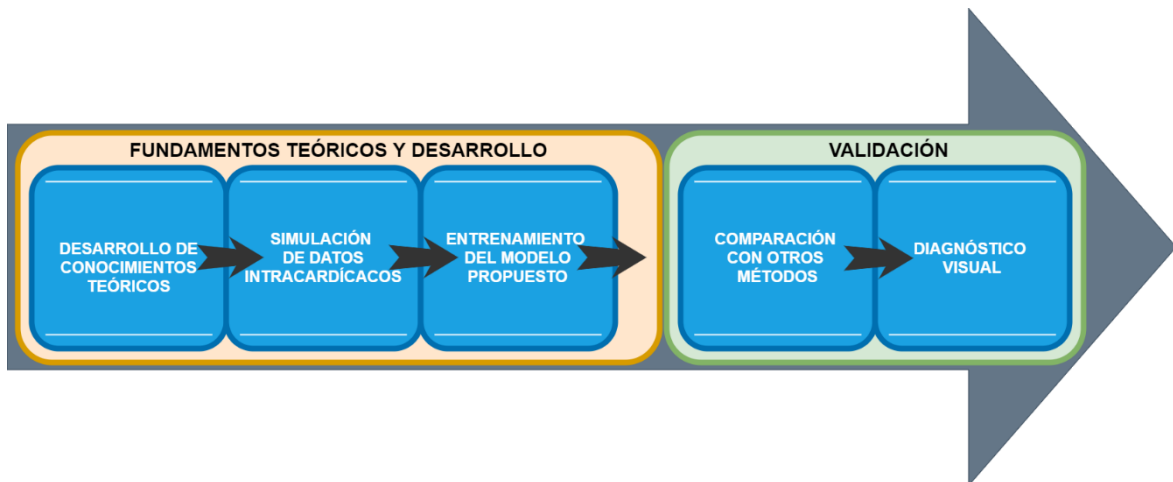 FUNDAMENTOS TEÓRICOS Y DESARROLLO
DESARROLLO DE
CONOCIMIENTOS
TEÓRICOS
SIMULACIÓN
DE DATOS
INTRACARDÍCACOS
ENTRENAMIENTO
DEL MODELO
PROPUESTO
VALIDACIÓN
COMPARACIÓN
CON OTROS
MÉTODOS
DIAGNÓSTICO
VISUAL